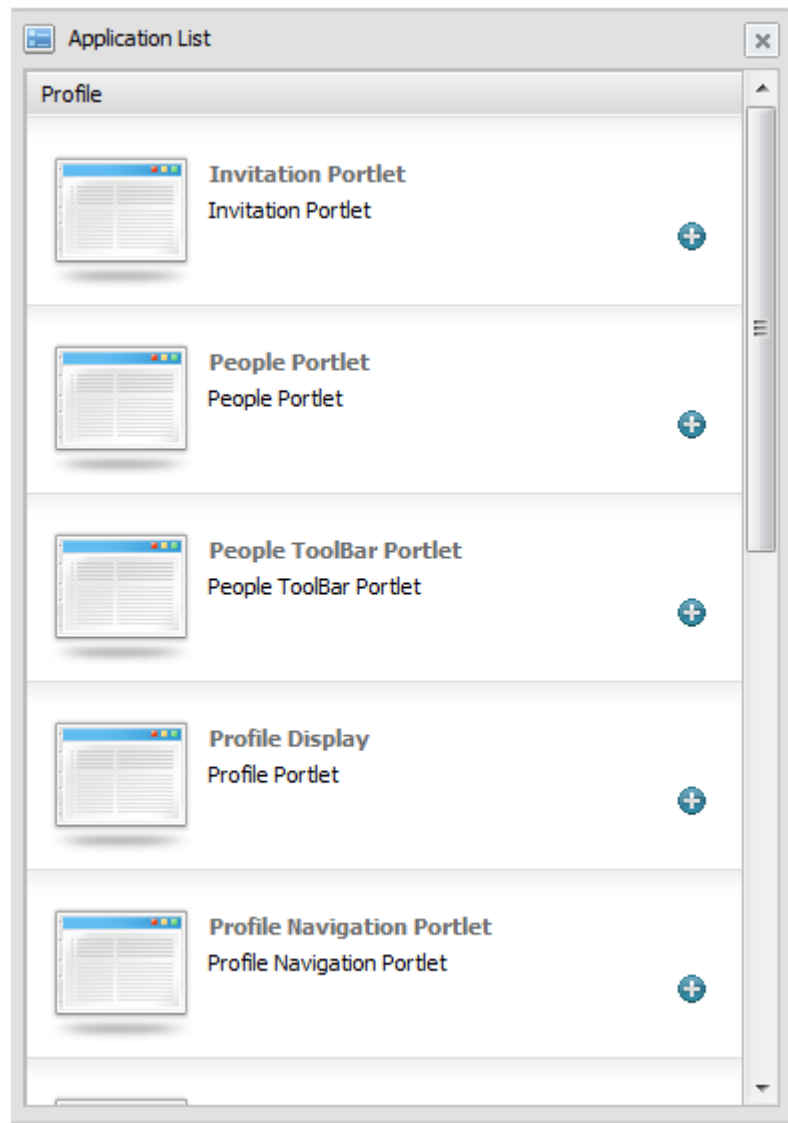 Application List
Profile
Invitation Portlet
Invitation Portlet
People Portlet
People Portlet
People ToolBar Portlet
People ToolBar Portlet
Profile Display
Profile Portlet
Profile Navigation Portlet
Profile Navigation Portlet